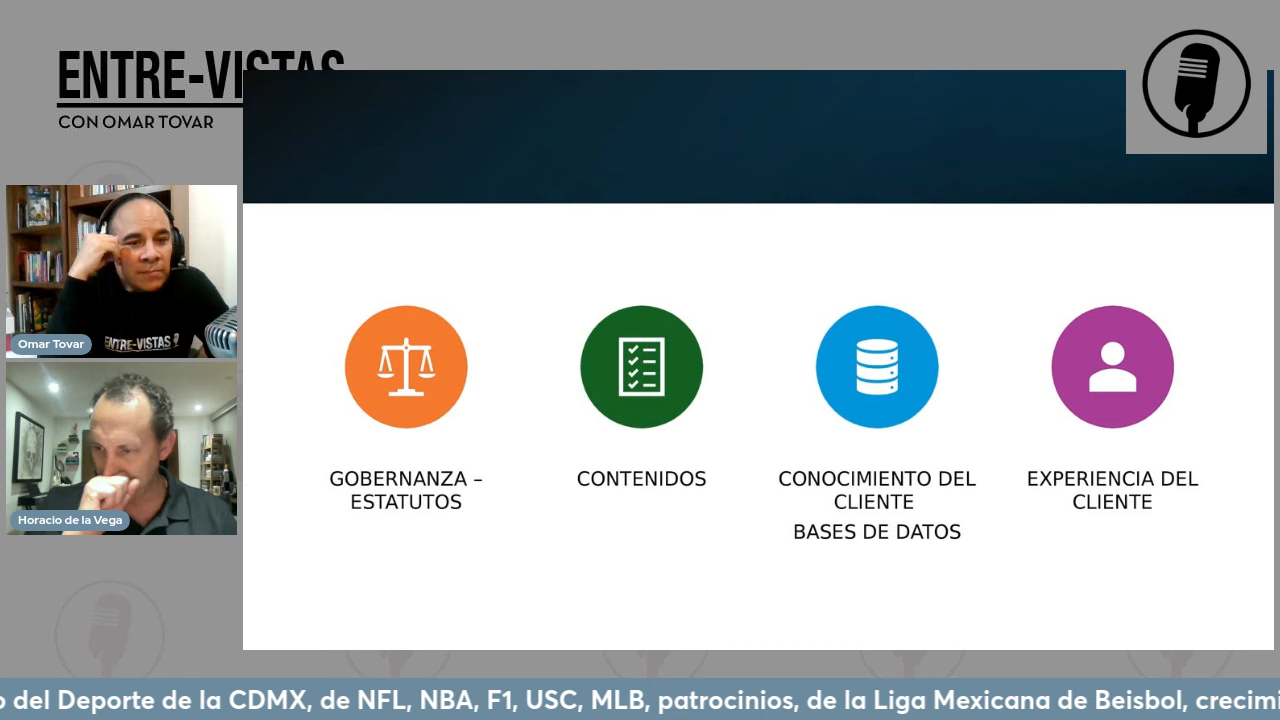 ENTRE-VISTAS
CON OMAR TOVAR
ENTRE-VISTAS
Omar Tovar
Horacio de la Vega
GOBERNANZA –
ESTATUTOS
CONTENIDOS
CONOCIMIENTO DEL
CLIENTE
BASES DE DATOS
EXPERIENCIA DEL
CLIENTE
o del Deporte de la CDMX, de NFL, NBA, F1, USC, MLB, patrocinios, de la Liga Mexicana de Beisbol, crecimi